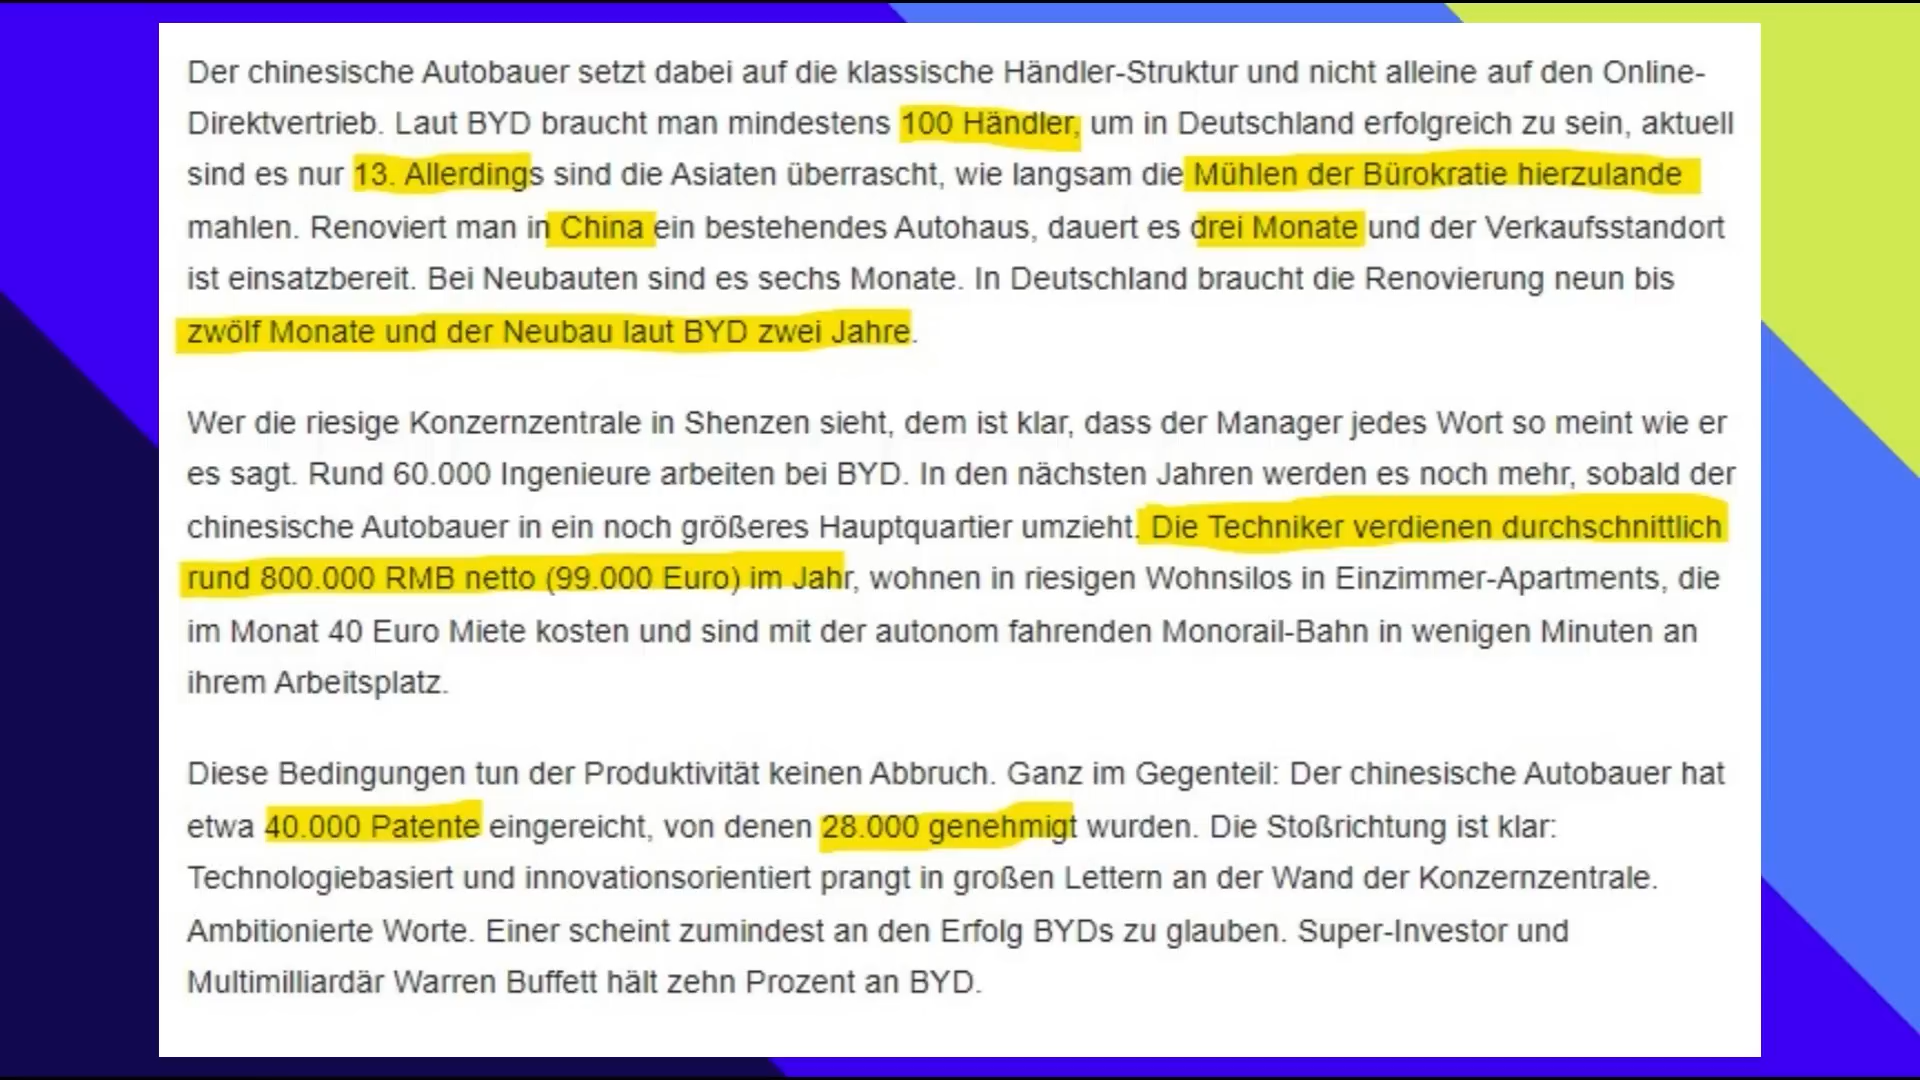 Der chinesische Autobauer setzt dabei auf die klassische Händler-Struktur und nicht alleine auf den Online-
Direktvertrieb. Laut BYD braucht man mindestens 100 Händler, um in Deutschland erfolgreich zu sein, aktuell
sind es nur 13. Allerdings sind die Asiaten überrascht, wie langsam die Mühlen der Bürokratie hierzulande
mahlen. Renoviert man in China ein bestehendes Autohaus, dauert es drei Monate und der Verkaufsstandort
ist einsatzbereit. Bei Neubauten sind es sechs Monate. In Deutschland braucht die Renovierung neun bis
zwölf Monate und der Neubau laut BYD zwei Jahre.
Wer die riesige Konzernzentrale in Shenzen sieht, dem ist klar, dass der Manager jedes Wort so meint wie er
es sagt. Rund 60.000 Ingenieure arbeiten bei BYD. In den nächsten Jahren werden es noch mehr, sobald der
chinesische Autobauer in ein noch größeres Hauptquartier umzieht. Die Techniker verdienen durchschnittlich
rund 800.000 RMB netto (99.000 Euro) im Jahr, wohnen in riesigen Wohnsilos in Einzimmer-Apartments, die
im Monat 40 Euro Miete kosten und sind mit der autonom fahrenden Monorail-Bahn in wenigen Minuten an
ihrem Arbeitsplatz.
Diese Bedingungen tun der Produktivität keinen Abbruch. Ganz im Gegenteil: Der chinesische Autobauer hat
etwa 40.000 Patente eingereicht, von denen 28.000 genehmigt wurden. Die Stoßrichtung ist klar:
Technologiebasiert und innovationsorientiert prangt in großen Lettern an der Wand der Konzernzentrale.
Ambitionierte Worte. Einer scheint zumindest an den Erfolg BYDs zu glauben. Super-Investor und
Multimilliardär Warren Buffett hält zehn Prozent an BYD.